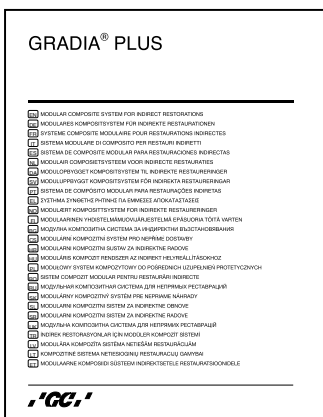 GRADIA® PLUS
EN MODULAR COMPOSITE SYSTEM FOR INDIRECT RESTORATIONS
DE MODULARES KOMPOSITSYSTEM FÜR INDIREKTE RESTAURATIONEN
FR SYSTEME COMPOSITE MODULAIRE POUR RESTAURATIONS INDIRECTES
IT SISTEMA MODULARE DI COMPOSITO PER RESTAURI INDIRETTI
ES SISTEMA DE COMPOSITE MODULAR PARA RESTAURACIONES INDIRECTAS
NL MODULAIR COMPOSIETSYSTEEM VOOR INDIRECTE RESTAURATIES
DA MODULOPBYGGET KOMPOSITSYSTEM TIL INDIREKTE RESTAURERINGER
SV MODULUPPBYGGT KOMPOSITSYSTEM FÖR INDIREKTA RESTAURERINGAR
PT SISTEMA DE COMPÓSITO MODULAR PARA RESTAURAÇÕES INDIRETAS
EL ΣΥΣΤΗΜΑ ΣΥΝΘΕΤΗΣ ΡΗΤΙΝΗΣ ΓΙΑ ΕΜΜΕΣΕΣ ΑΠΟΚΑΤΑΣΤΑΣΕΙΣ
NO MODULÆRT KOMPOSITTSYSTEM FOR INDIREKTE RESTAURERINGER
FI MODULAARINEN YHDISTELMÄMUOVIJÄRJESTELMÄ EPÄSUORIA TÖITÄ VARTEN
BG МОДУЛНА КОМПОЗИТНА СИСТЕМА ЗА ИНДИРЕКТНИ ВЪЗСТАНОВЯВАНИЯ
CS MODULÁRNÍ KOMPOZITNÍ SYSTÉM PRO NEPŘÍMÉ DOSTAVBY
HR MODULARNI KOMPOZITNI SUSTAV ZA INDIREKTNE RADOVE
HU MODULÁRIS KOMPOZIT RENDSZER AZ INDIREKT HELYREÁLLÍTÁSOKHOZ
PL MODUŁOWY SYSTEM KOMPOZYTOWY DO POŚREDNICH UZUPEŁNIEŃ PROTETYCZNYCH
RO SISTEM COMPOZIT MODULAR PENTRU RESTAURĂRI INDIRECTE
RU МОДУЛЬНАЯ КОМПОЗИТНАЯ СИСТЕМА ДЛЯ НЕПРЯМЫХ РЕСТАВРАЦИЙ
SK MODULÁRNY KOMPOZITNÝ SYSTÉM PRE NEPRIAME NÁHRADY
SL MODULARNI KOMPOZITNI SISTEM ZA INDIREKTNE OBNOVE
SR MODULARNI KOMPOZITNI SISTEM ZA INDIREKTNE RADOVE
UK МОДУЛЬНА КОМПОЗИТНА СИСТЕМА ДЛЯ НЕПРЯМИХ РЕСТАВРАЦІЙ
TR İNDİREK RESTORASYONLAR İÇİN MODÜLER KOMPOZİT SİSTEMİ
LV MODULĀRA KOMPOZĪTA SISTĒMA NETIEŠĀM RESTAURĀCIJĀM
LT KOMPOZITINĖ SISTEMA NETIESIOGINIŲ RESTAURACIJŲ GAMYBAI
ET MODULAARNE KOMPOSIIDI SÜSTEEM INDIREKTSETELE RESTAURATSIOONIDELE
GC